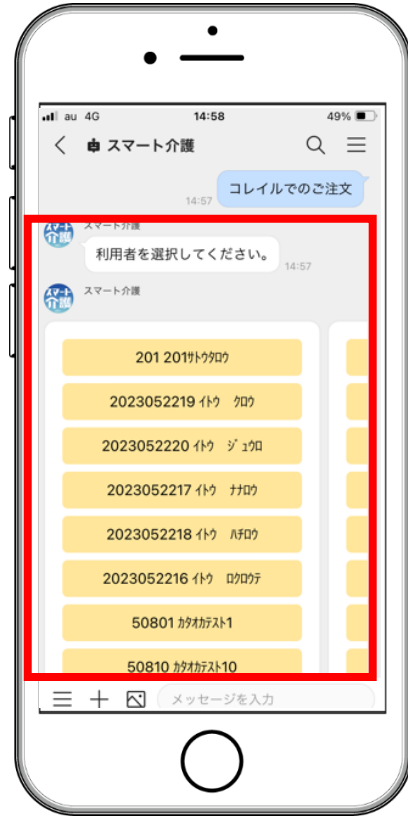 au 4G 14:58 49%
スマート介護
コレイルでのご注文
14:57
スマート介護
利用者を選択してください。
14:57
スマート介護
201 201ｻﾄｳﾀﾛｳ
2023052219 ｲﾄｳ　ｸﾛｳ
2023052220 ｲﾄｳ　ｼﾞｭｳﾛ
2023052217 ｲﾄｳ　ﾅﾅﾛｳ
2023052218 ｲﾄｳ　ﾊﾁﾛｳ
2023052216 ｲﾄｳ　ﾛｸﾛｳﾃ
50801 ｶﾀｵｶﾃｽﾄ1
50810 ｶﾀｵｶﾃｽﾄ10
メッセージを入力